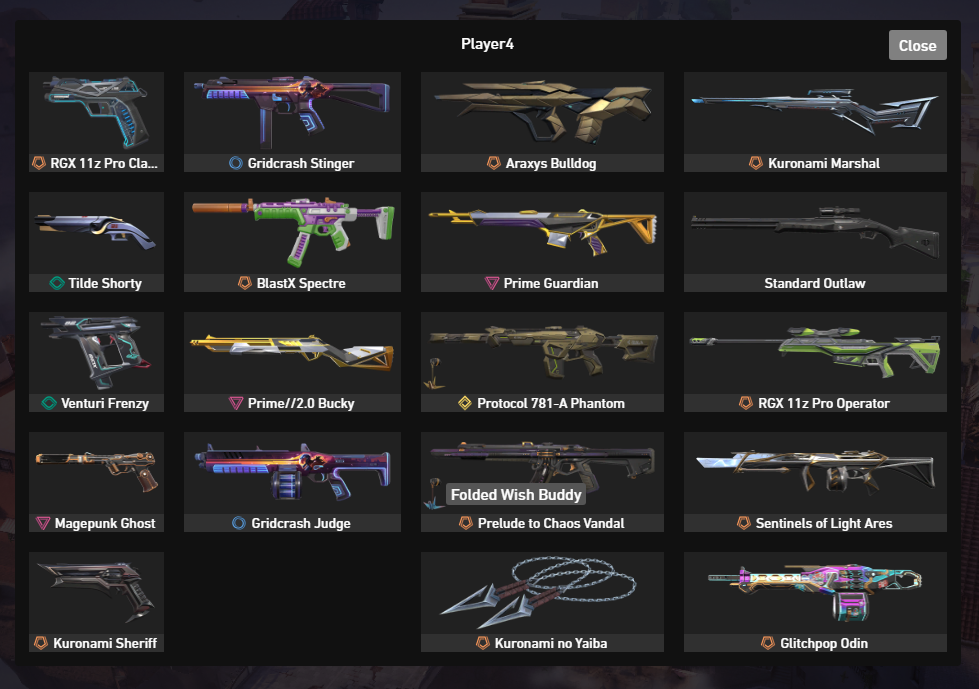 Player4
Close
RGX 11z Pro Cla...
Gridcrash Stinger
Araxys Bulldog
Kuronami Marshal
Tilde Shorty
BlastX Spectre
Prime Guardian
Standard Outlaw
Venturi Frenzy
Prime//2.0 Bucky
Protocol 781-A Phantom
RGX 11z Pro Operator
Magepunk Ghost
Gridcrash Judge
Folded Wish Buddy
Prelude to Chaos Vandal
Sentinels of Light Ares
Kuronami Sheriff
Kuronami no Yaiba
Glitchpop Odin